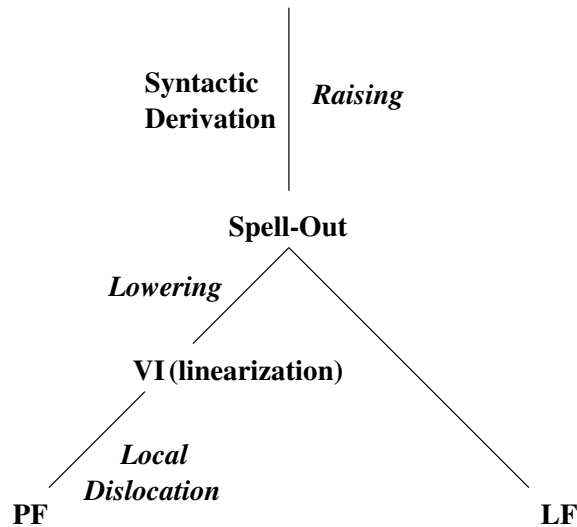 Syntactic
Derivation
Raising
Spell-Out
Lowering
VI (linearization)
Local
Dislocation
PF
LF